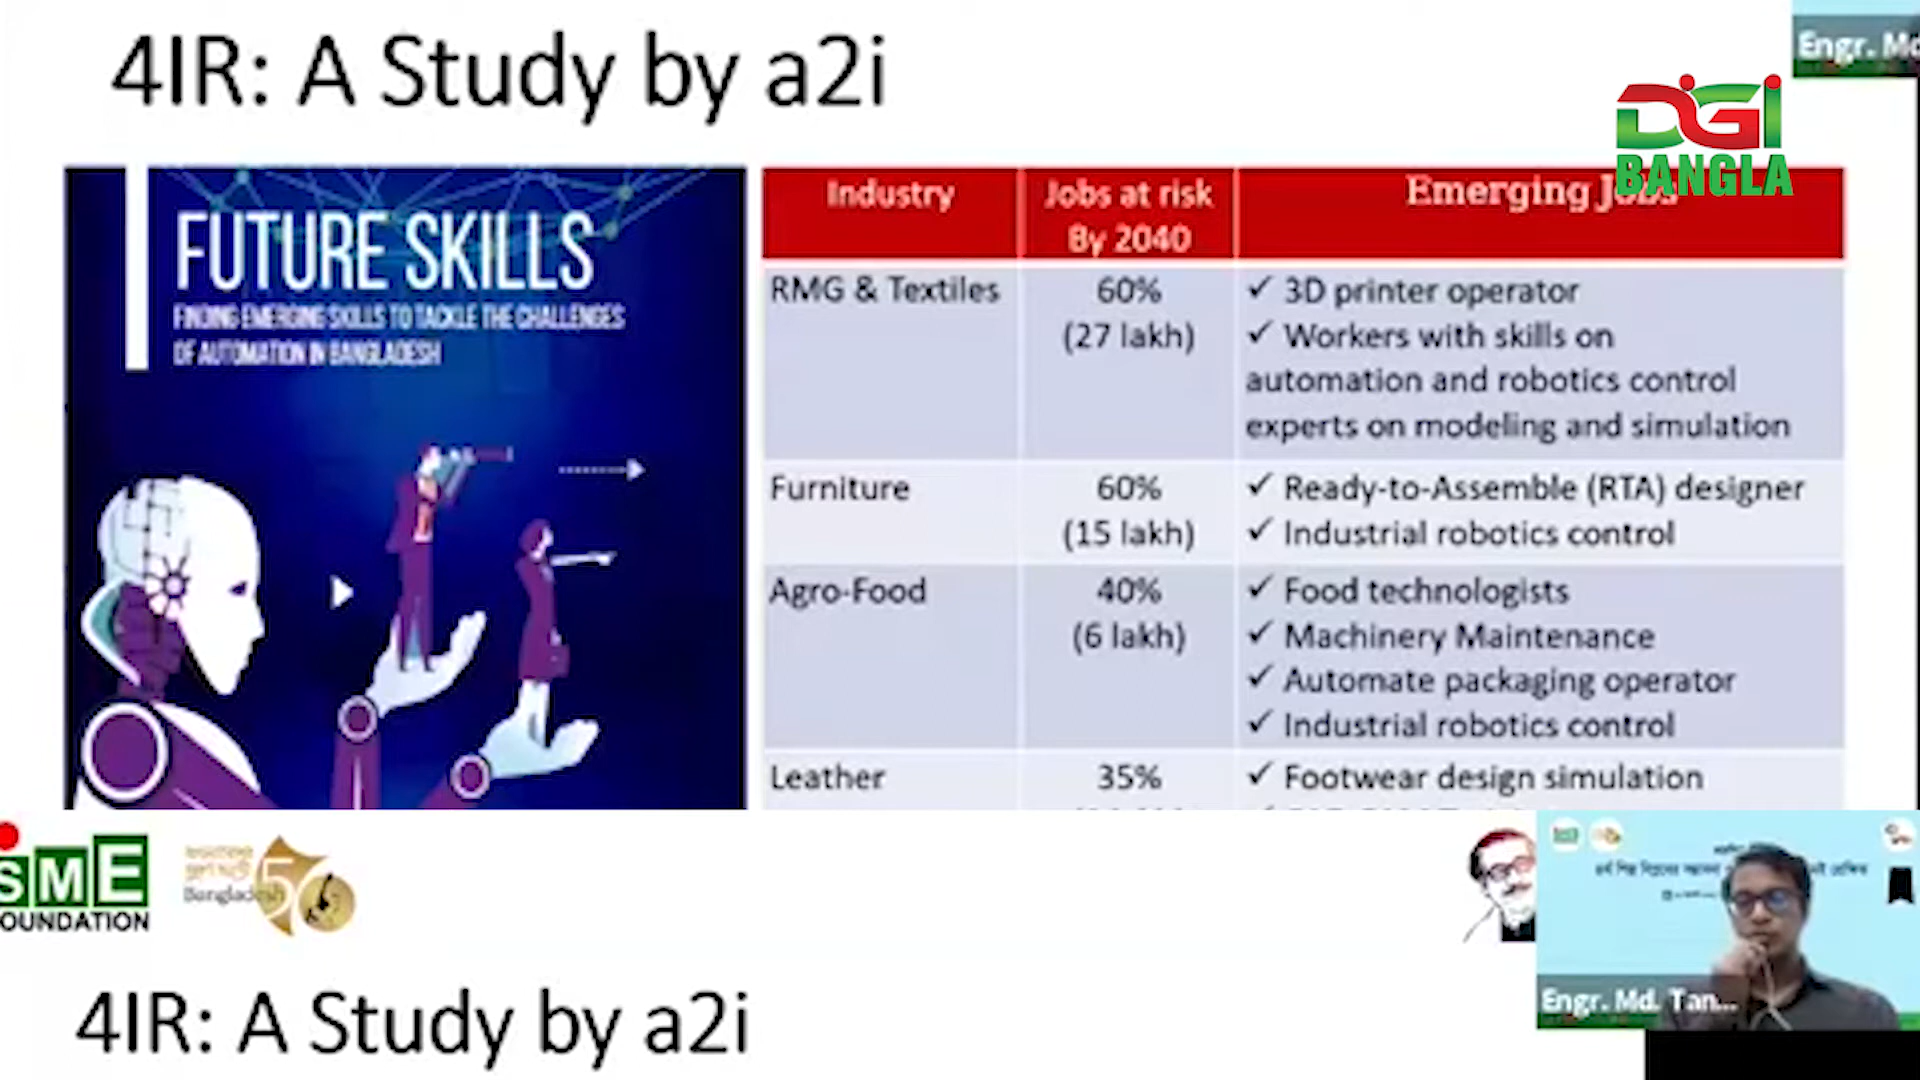 4IR: A Study by a2i
Engr. Md
DIGI
BANGLA
FUTURE SKILLS
FINDING EMERGING SKILLS TO TACKLE THE CHALLENGES
OF AUTOMATION IN BANGLADESH
Industry
Jobs at risk
By 2040
Emerging Jobs
RMG & Textiles
60%
(27 lakh)
✓ 3D printer operator
✓ Workers with skills on
automation and robotics control
experts on modeling and simulation
Furniture
60%
(15 lakh)
✓ Ready-to-Assemble (RTA) designer
✓ Industrial robotics control
Agro-Food
40%
(6 lakh)
✓ Food technologists
✓ Machinery Maintenance
✓ Automate packaging operator
✓ Industrial robotics control
Leather
35%
✓ Footwear design simulation
SME
FOUNDATION
Bangladesh
50
Engr. Md. Tan...
4IR: A Study by a2i